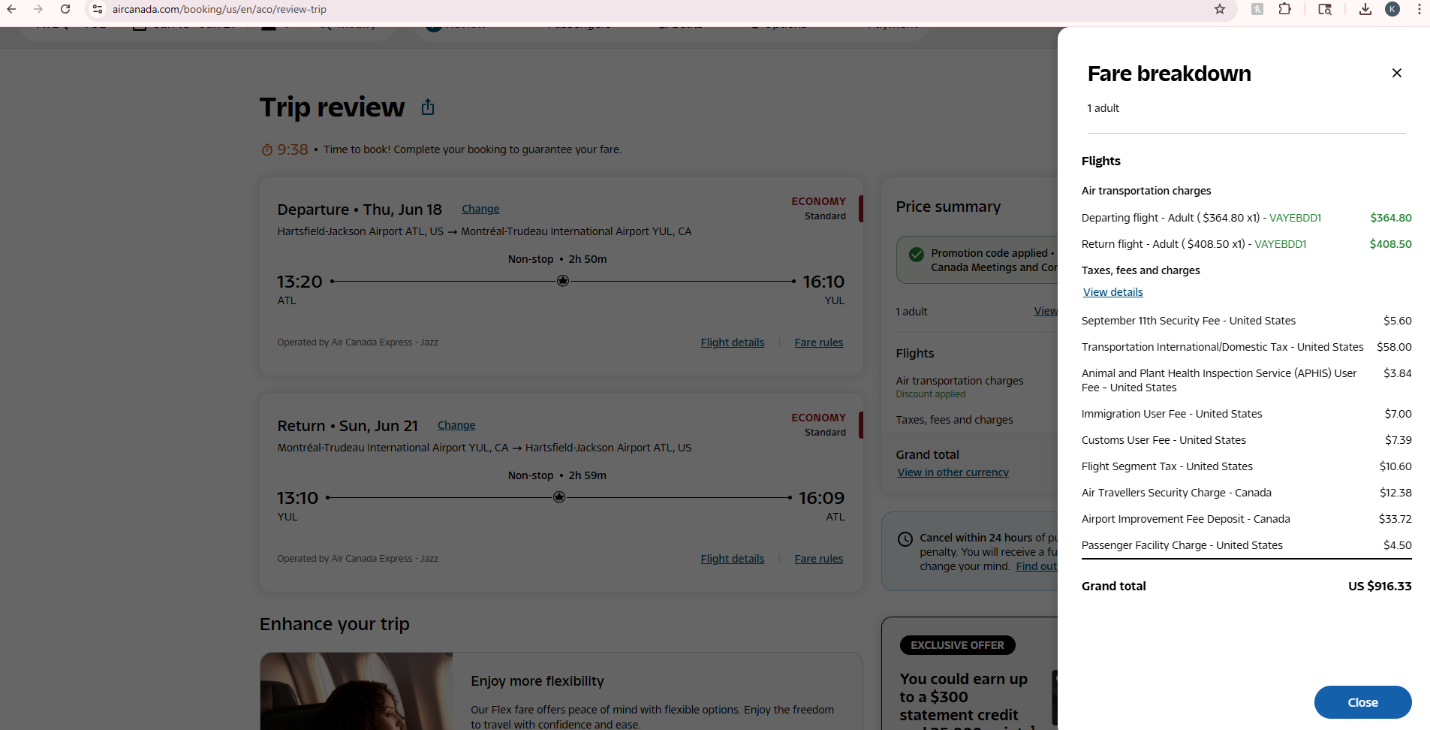 aircanada.com/booking/us/en/aco/review-trip
K
Trip review
9:38 • Time to book! Complete your booking to guarantee your fare.
Departure • Thu, Jun 18 Change
ECONOMY
Standard
Hartsfield-Jackson Airport ATL, US → Montréal-Trudeau International Airport YUL, CA
Non-stop • 2h 50m
13:20 16:10
ATL YUL
Operated by Air Canada Express - Jazz Flight details Fare rules
Return • Sun, Jun 21 Change
ECONOMY
Standard
Montréal-Trudeau International Airport YUL, CA → Hartsfield-Jackson Airport ATL, US
Non-stop • 2h 59m
13:10 16:09
YUL ATL
Operated by Air Canada Express - Jazz Flight details Fare rules
Enhance your trip
Enjoy more flexibility
Our Flex fare offers peace of mind with flexible options. Enjoy the freedom
to travel with confidence and ease.
Price summary
Promotion code applied •
Canada Meetings and Con
1 adult View
Flights
Air transportation charges
Discount applied
Taxes, fees and charges
Grand total
View in other currency
Cancel within 24 hours of pu
penalty. You will receive a fu
change your mind. Find out
EXCLUSIVE OFFER
You could earn up
to a $300
statement credit
Fare breakdown
1 adult
Flights
Air transportation charges
Departing flight - Adult ( $364.80 x1) - VAYEBDD1 $364.80
Return flight - Adult ( $408.50 x1) - VAYEBDD1 $408.50
Taxes, fees and charges
View details
September 11th Security Fee - United States $5.60
Transportation International/Domestic Tax - United States $58.00
Animal and Plant Health Inspection Service (APHIS) User $3.84
Fee – United States
Immigration User Fee - United States $7.00
Customs User Fee - United States $7.39
Flight Segment Tax - United States $10.60
Air Travellers Security Charge - Canada $12.38
Airport Improvement Fee Deposit - Canada $33.72
Passenger Facility Charge - United States $4.50
Grand total US $916.33
Close